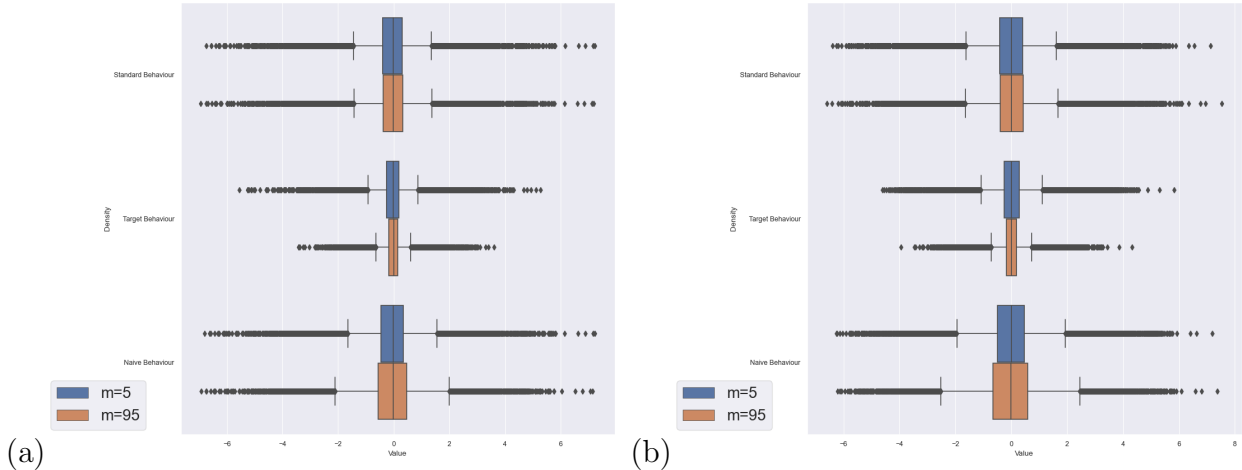 Standard Behaviour
Target Behaviour
Naive Behaviour
Density
−6 −4 −2 0 2 4 6
Value
m=5
m=95
(a)
Standard Behaviour
Target Behaviour
Naive Behaviour
Density
−6 −4 −2 0 2 4 6 8
Value
m=5
m=95
(b)